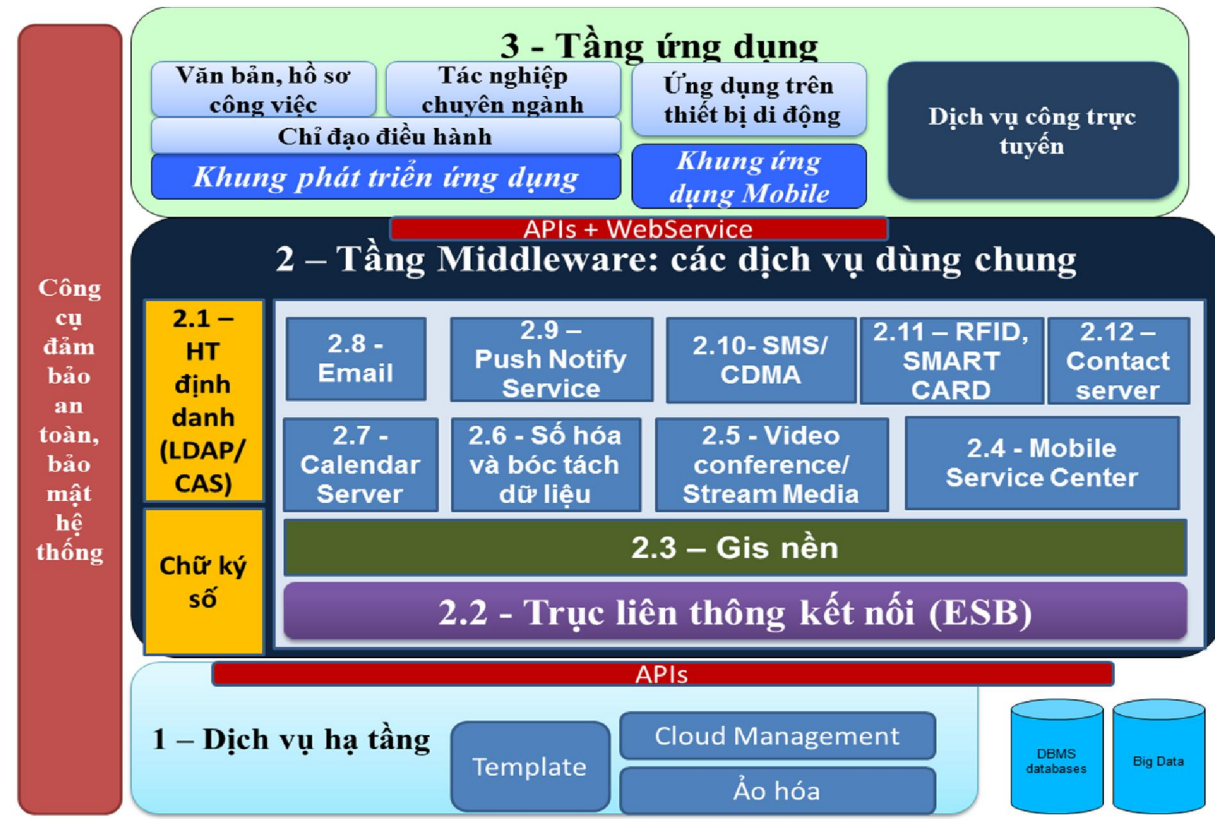 3 - Tầng ứng dụng
Văn bản, hồ sơ
công việc
Tác nghiệp
chuyên ngành
Chỉ đạo điều hành
Khung phát triển ứng dụng
Ứng dụng trên
thiết bị di động
Khung ứng
dụng Mobile
Dịch vụ công trực
tuyến
APIs + WebService
2 – Tầng Middleware: các dịch vụ dùng chung
Công
cụ
đảm
bảo
an
toàn,
bảo
mật
hệ
thống
2.1 –
HT
định
danh
(LDAP/
CAS)
Chữ ký
số
2.8 -
Email
2.9 –
Push Notify
Service
2.10- SMS/
CDMA
2.11 – RFID,
SMART
CARD
2.12 –
Contact
server
2.7 -
Calendar
Server
2.6 - Số hóa
và bóc tách
dữ liệu
2.5 - Video
conference/
Stream Media
2.4 - Mobile
Service Center
2.3 – Gis nền
2.2 - Trục liên thông kết nối (ESB)
APIs
1 – Dịch vụ hạ tầng
Template
Cloud Management
Ảo hóa
DBMS
databases
Big Data